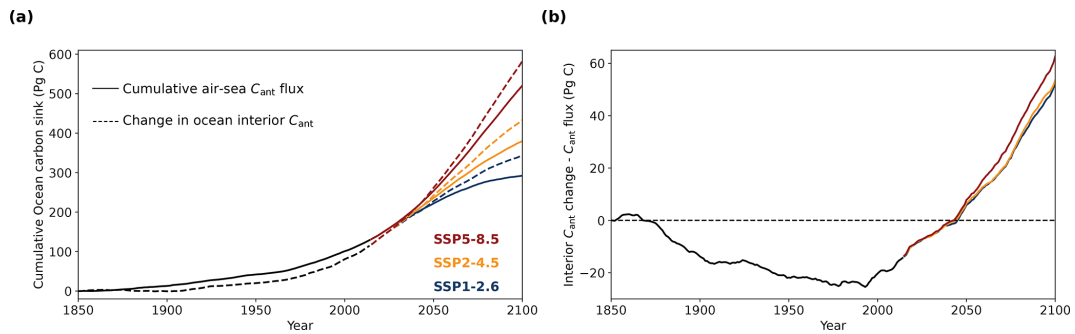 (a)
Cumulative Ocean carbon sink (Pg C)
600
500
400
300
200
100
0
Cumulative air-sea Cant flux
Change in ocean interior Cant
SSP5-8.5
SSP2-4.5
SSP1-2.6
1850 1900 1950 2000 2050 2100
Year
(b)
Interior Cant change - Cant flux (Pg C)
60
40
20
0
−20
1850 1900 1950 2000 2050 2100
Year